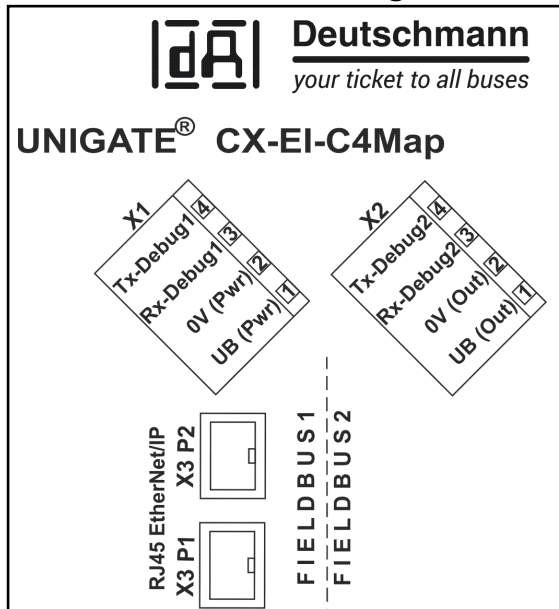 dA Deutschmann
your ticket to all buses
UNIGATE® CX-EI-C4Map
X1
Tx-Debug1 4
Rx-Debug1 3
0V (Pwr) 2
UB (Pwr) 1
X2
Tx-Debug2 4
Rx-Debug2 3
0V (Out) 2
UB (Out) 1
RJ45 EtherNet/IP
X3 P2
X3 P1
FIELDBUS1
FIELDBUS2